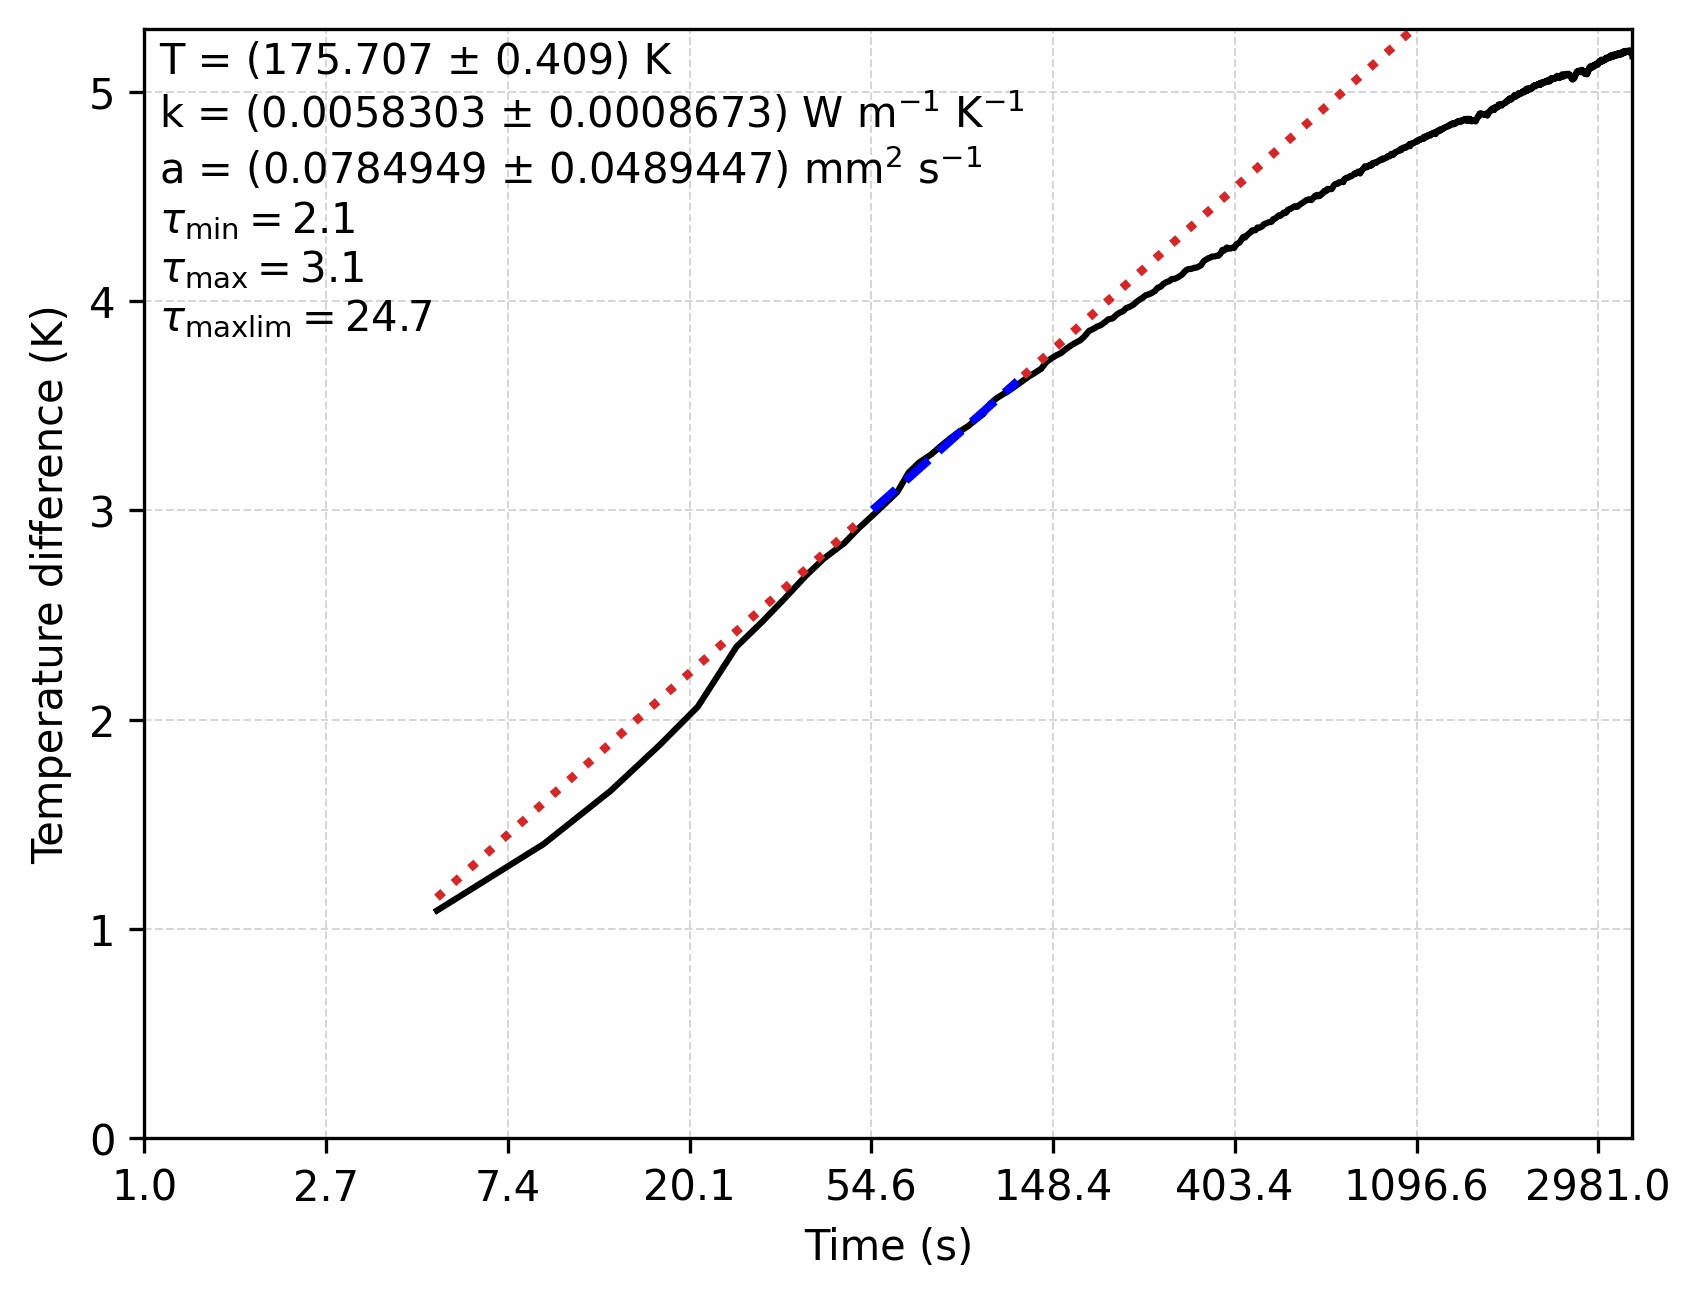 T = (175.707 ± 0.409) K
k = (0.0058303 ± 0.0008673) W m⁻¹ K⁻¹
a = (0.0784949 ± 0.0489447) mm² s⁻¹
τmin = 2.1
τmax = 3.1
τmaxlim = 24.7
5
4
3
2
1
0
Temperature difference (K)
1.0 2.7 7.4 20.1 54.6 148.4 403.4 1096.6 2981.0
Time (s)